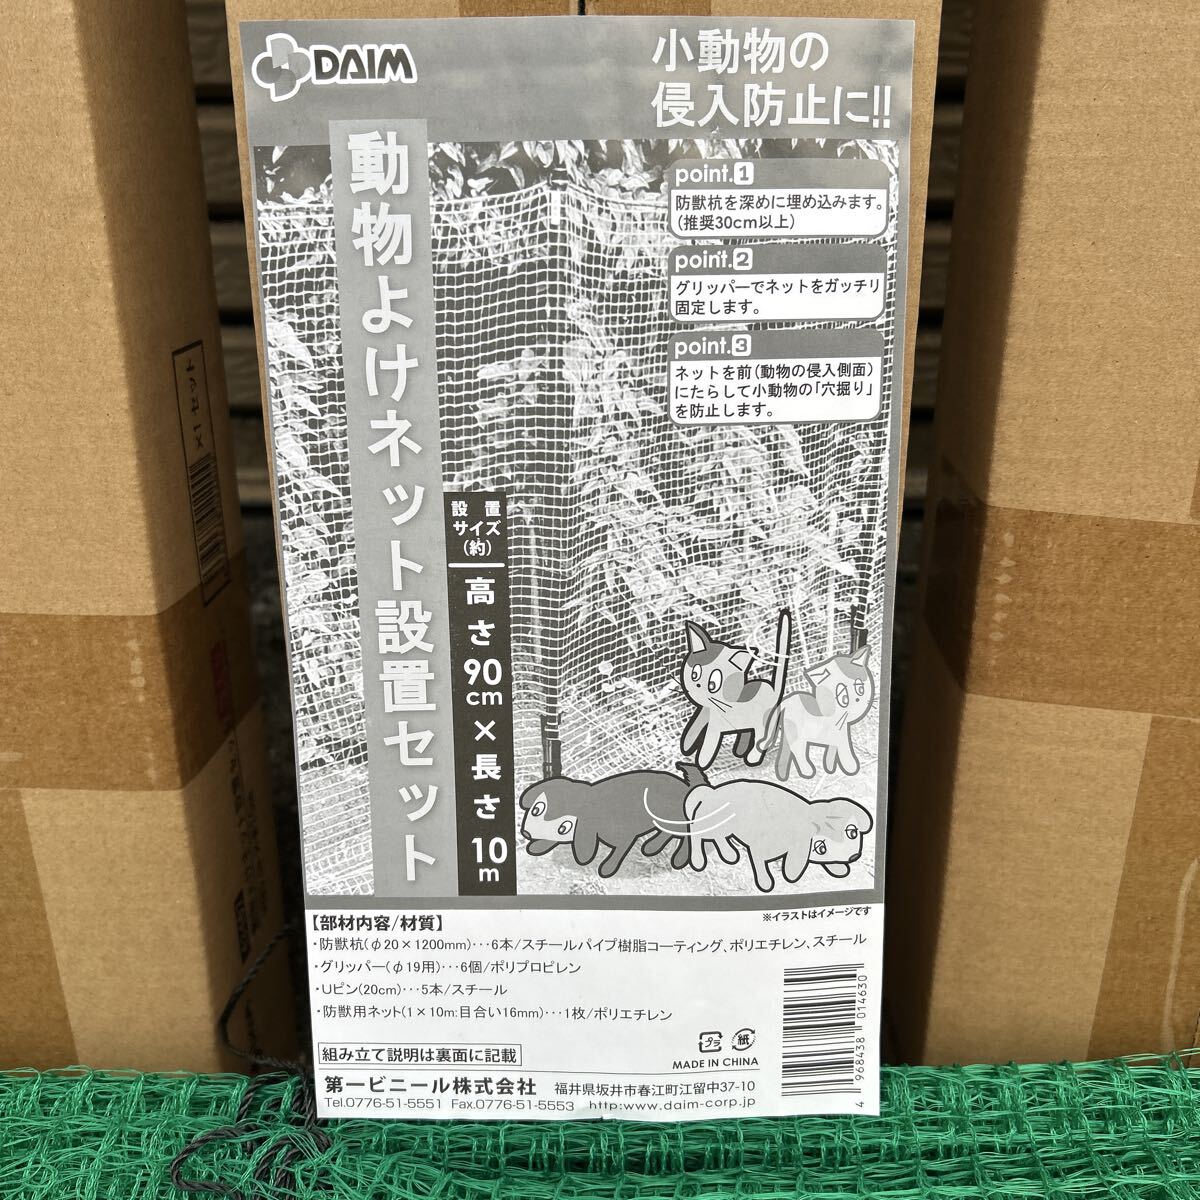 DAIM
小動物の
侵入防止に!!
動物よけネット設置セット
point.1
防獣杭を深めに埋め込みます。
(推奨30cm以上)
point.2
グリッパーでネットをガッチリ
固定します。
point.3
ネットを前(動物の侵入側面)
にたらして小動物の「穴掘り」
を防止します。
設置
サイズ
(約)
高さ90cm×長さ10m
※イラストはイメージです
【部材内容/材質】
・防獣杭(φ20×1200mm)･･･6本/スチールパイプ樹脂コーティング、ポリエチレン、スチール
・グリッパー(φ19用)･･･6個/ポリプロピレン
・Uピン(20cm)･･･5本/スチール
・防獣用ネット(1×10m:目合い16mm)･･･1枚/ポリエチレン
組み立て説明は裏面に記載
プラ
紙
MADE IN CHINA
第一ビニール株式会社 福井県坂井市春江町江留中37-10
Tel.0776-51-5551 Fax.0776-51-5553 http:www.daim-corp.jp
4 968438 014630
×1セット